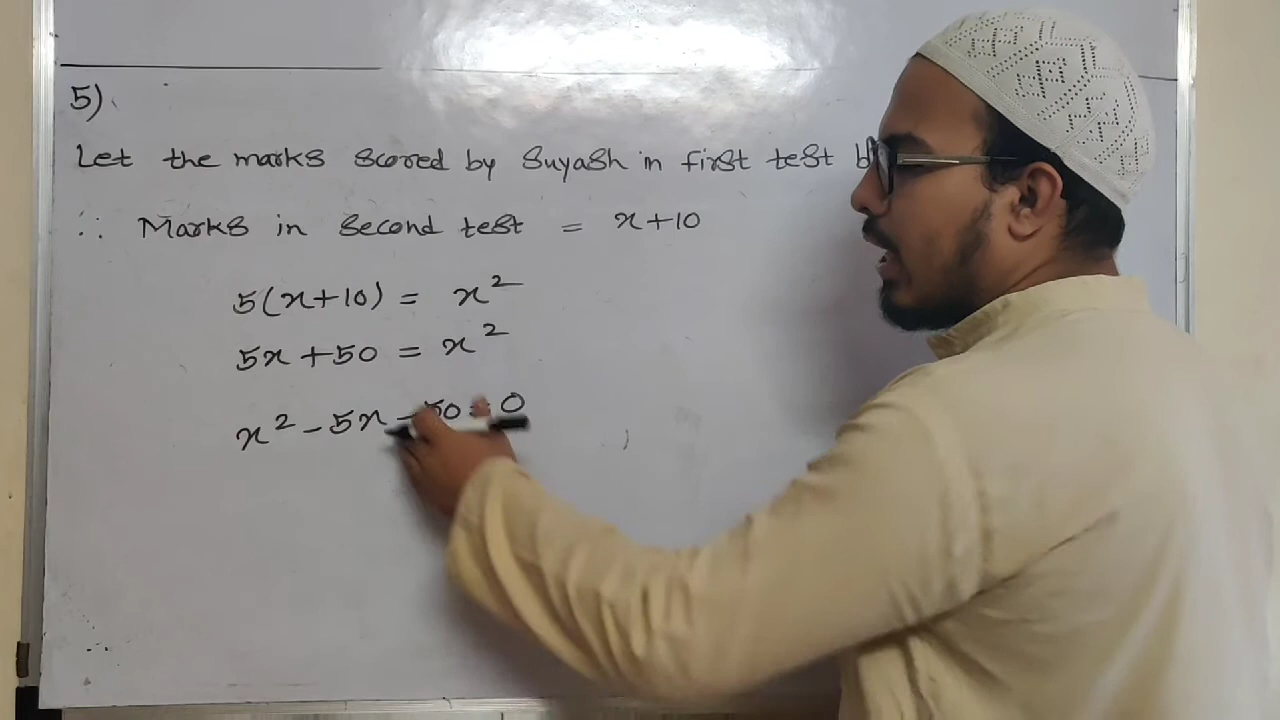 5)
Let the marks scored by Suyash in first test
∴ Marks in second test = x+10
5(x+10) = x²
5x + 50 = x²
x² - 5x - 50 = 0